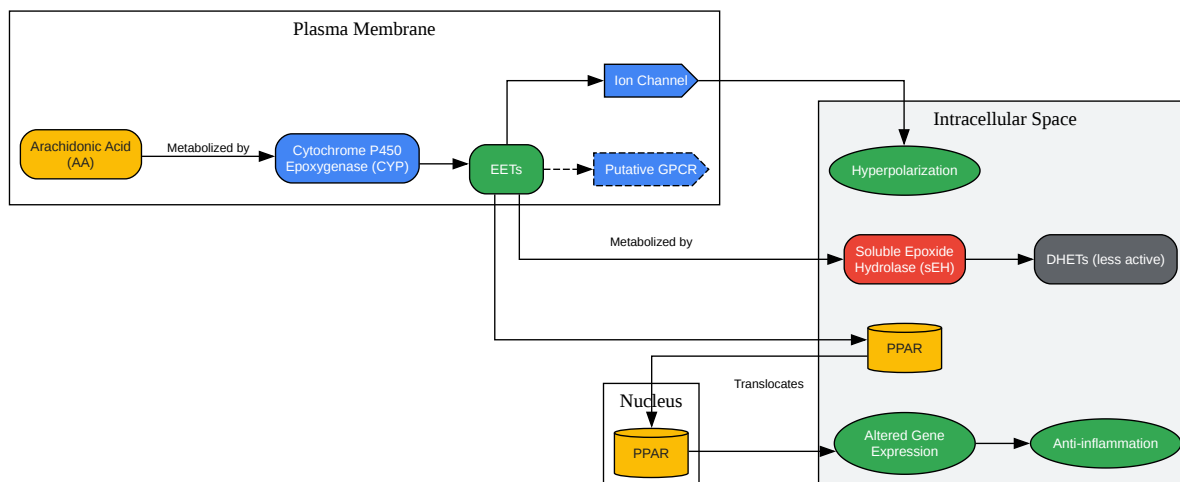 Plasma Membrane
Ion Channel
Arachidonic Acid
(AA)
Metabolized by
Cytochrome P450
Epoxygenase (CYP)
EETs
Putative GPCR
Intracellular Space
Hyperpolarization
Metabolized by
Soluble Epoxide
Hydrolase (sEH)
DHETs (less active)
PPAR
Translocates
Nucleus
PPAR
Altered Gene
Expression
Anti-inflammation